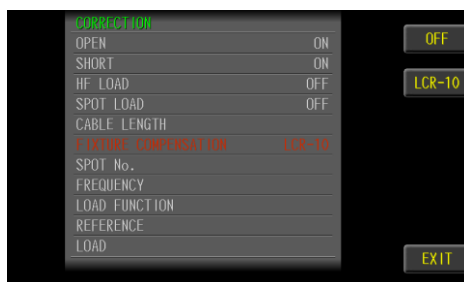 CORRECTION
OPEN ON
SHORT ON
HF LOAD OFF
SPOT LOAD OFF
CABLE LENGTH
FIXTURE COMPENSATION LCR-10
SPOT No.
FREQUENCY
LOAD FUNCTION
REFERENCE
LOAD
OFF
LCR-10
EXIT